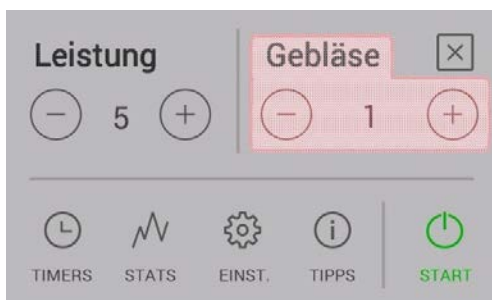 Leistung
Gebläse
5
1
TIMERS
STATS
EINST.
TIPPS
START